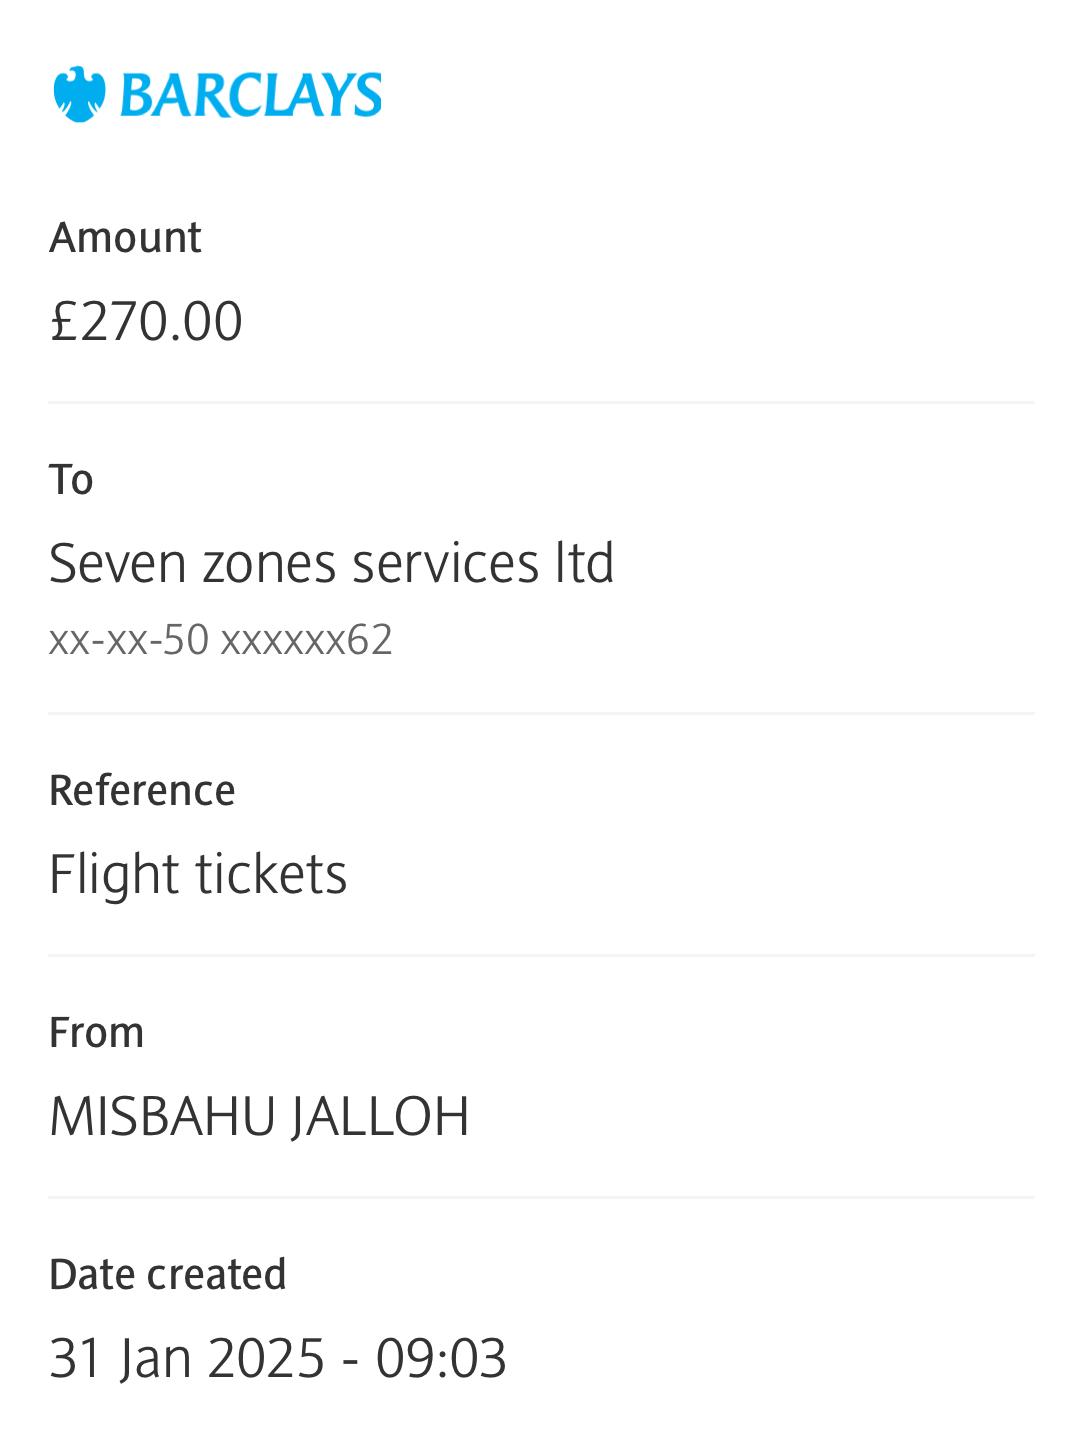 BARCLAYS
Amount
£270.00
To
Seven zones services ltd
xx-xx-50 xxxxxx62
Reference
Flight tickets
From
MISBAHU JALLOH
Date created
31 Jan 2025 - 09:03